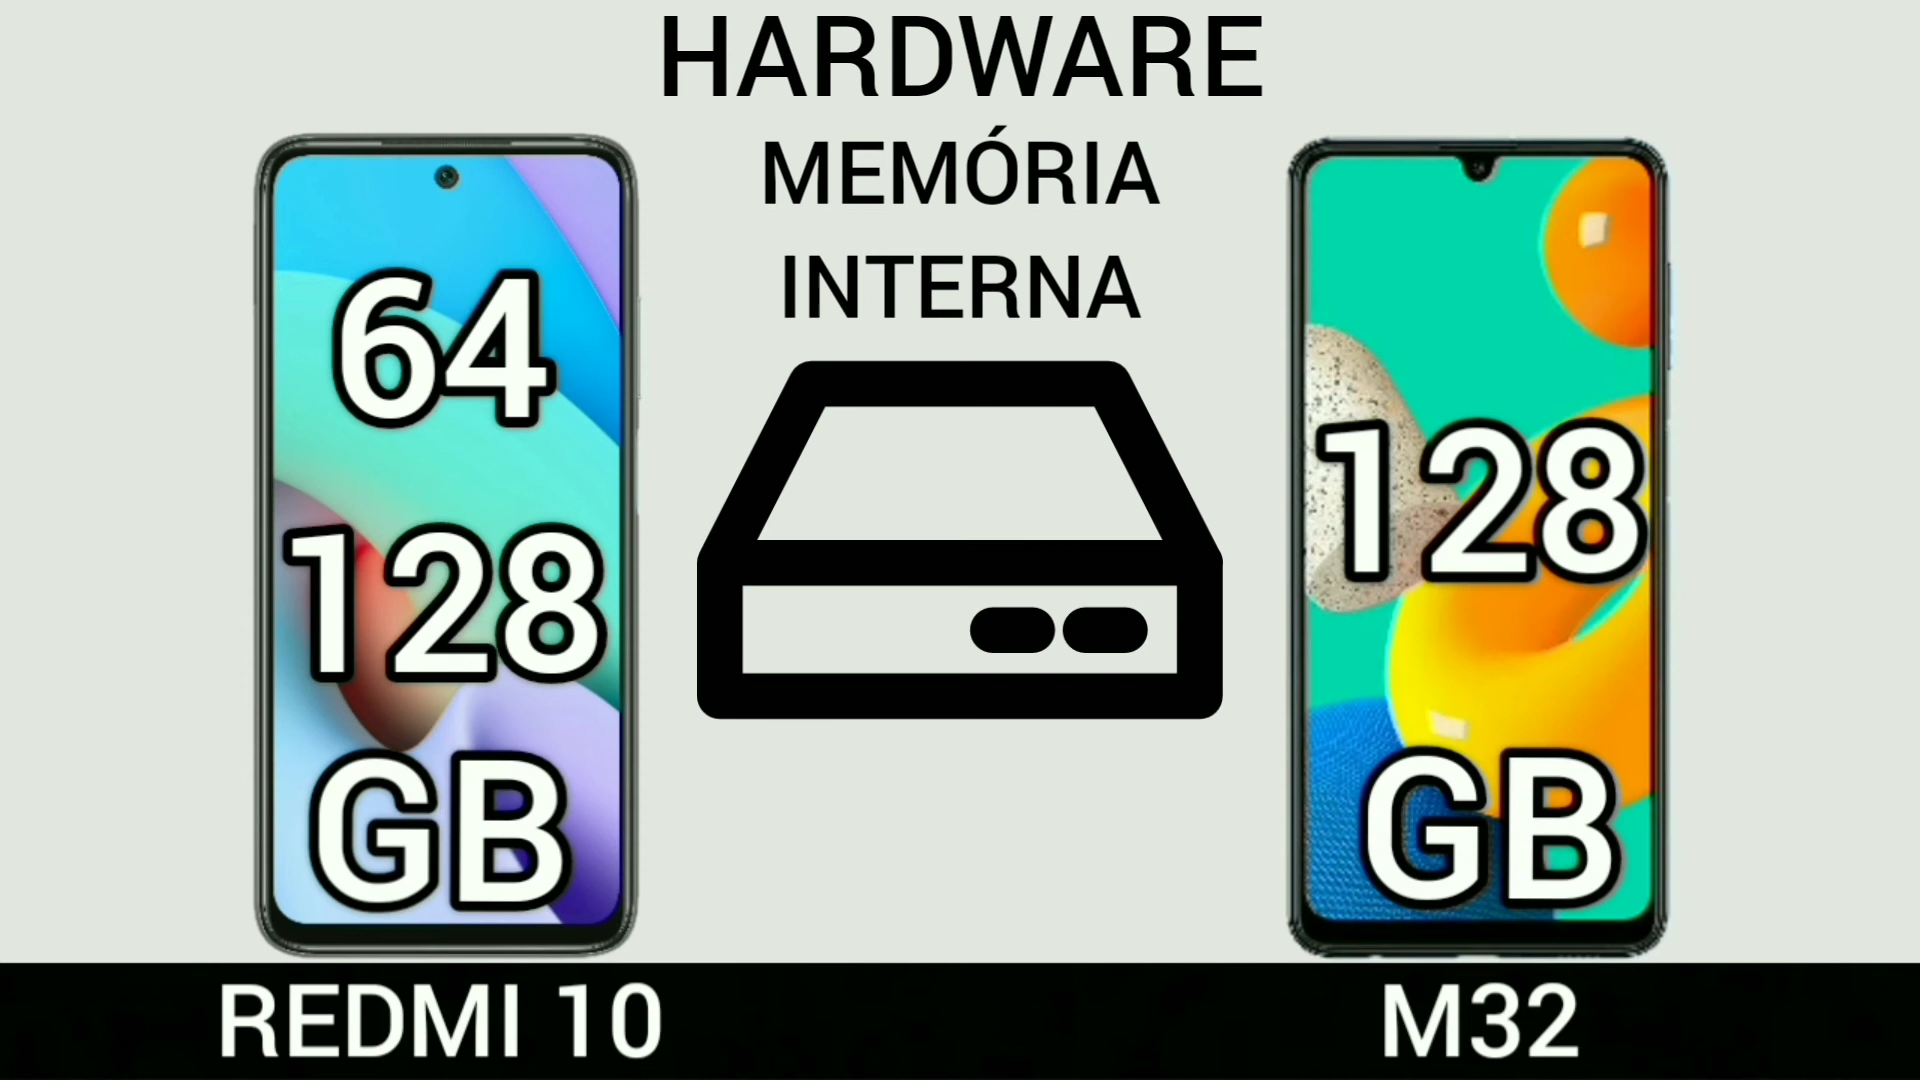 HARDWARE
MEMÓRIA
INTERNA
64
128
GB
128
GB
REDMI 10
M32